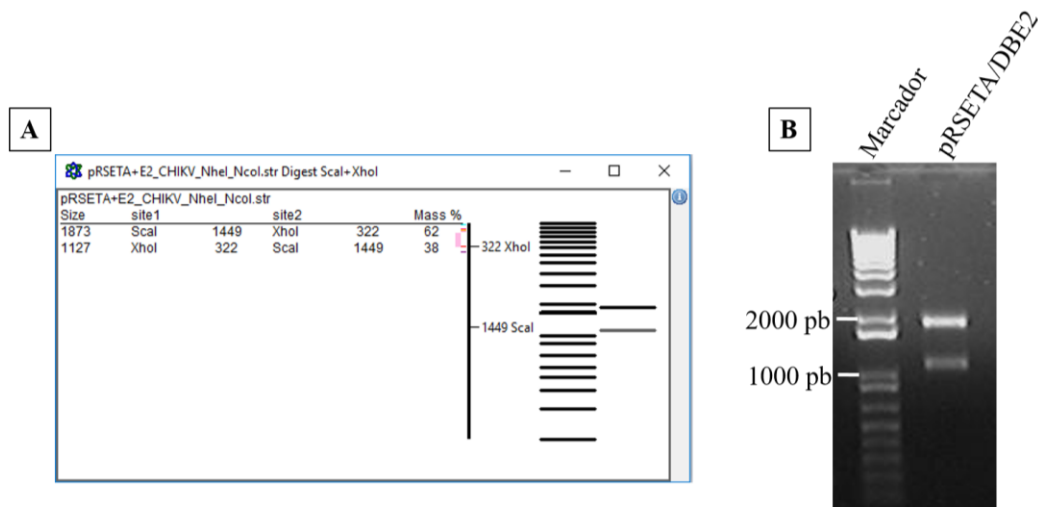 A
pRSETA+E2_CHIKV_NheI_NcoI.str Digest ScaI+XhoI
pRSETA+E2_CHIKV_NheI_NcoI.str
Size site1 site2 Mass %
1873 ScaI 1449 XhoI 322 62
1127 XhoI 322 ScaI 1449 38
322 XhoI
1449 ScaI
B
Marcador
pRSETA/DBE2
2000 pb
1000 pb